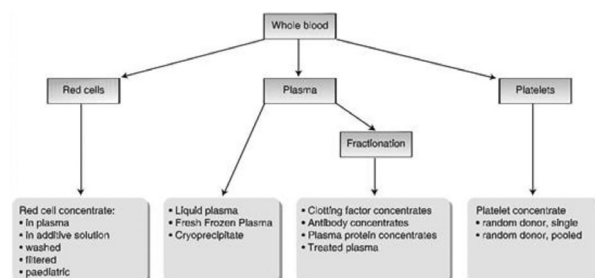 Whole blood
Red cells
Plasma
Platelets
Fractionation
Red cell concentrate:
• in plasma
• in additive solution
• washed
• filtered
• paediatric
• Liquid plasma
• Fresh Frozen Plasma
• Cryoprecipitate
• Clotting factor concentrates
• Antibody concentrates
• Plasma protein concentrates
• Treated plasma
Platelet concentrate
• random donor, single
• random donor, pooled